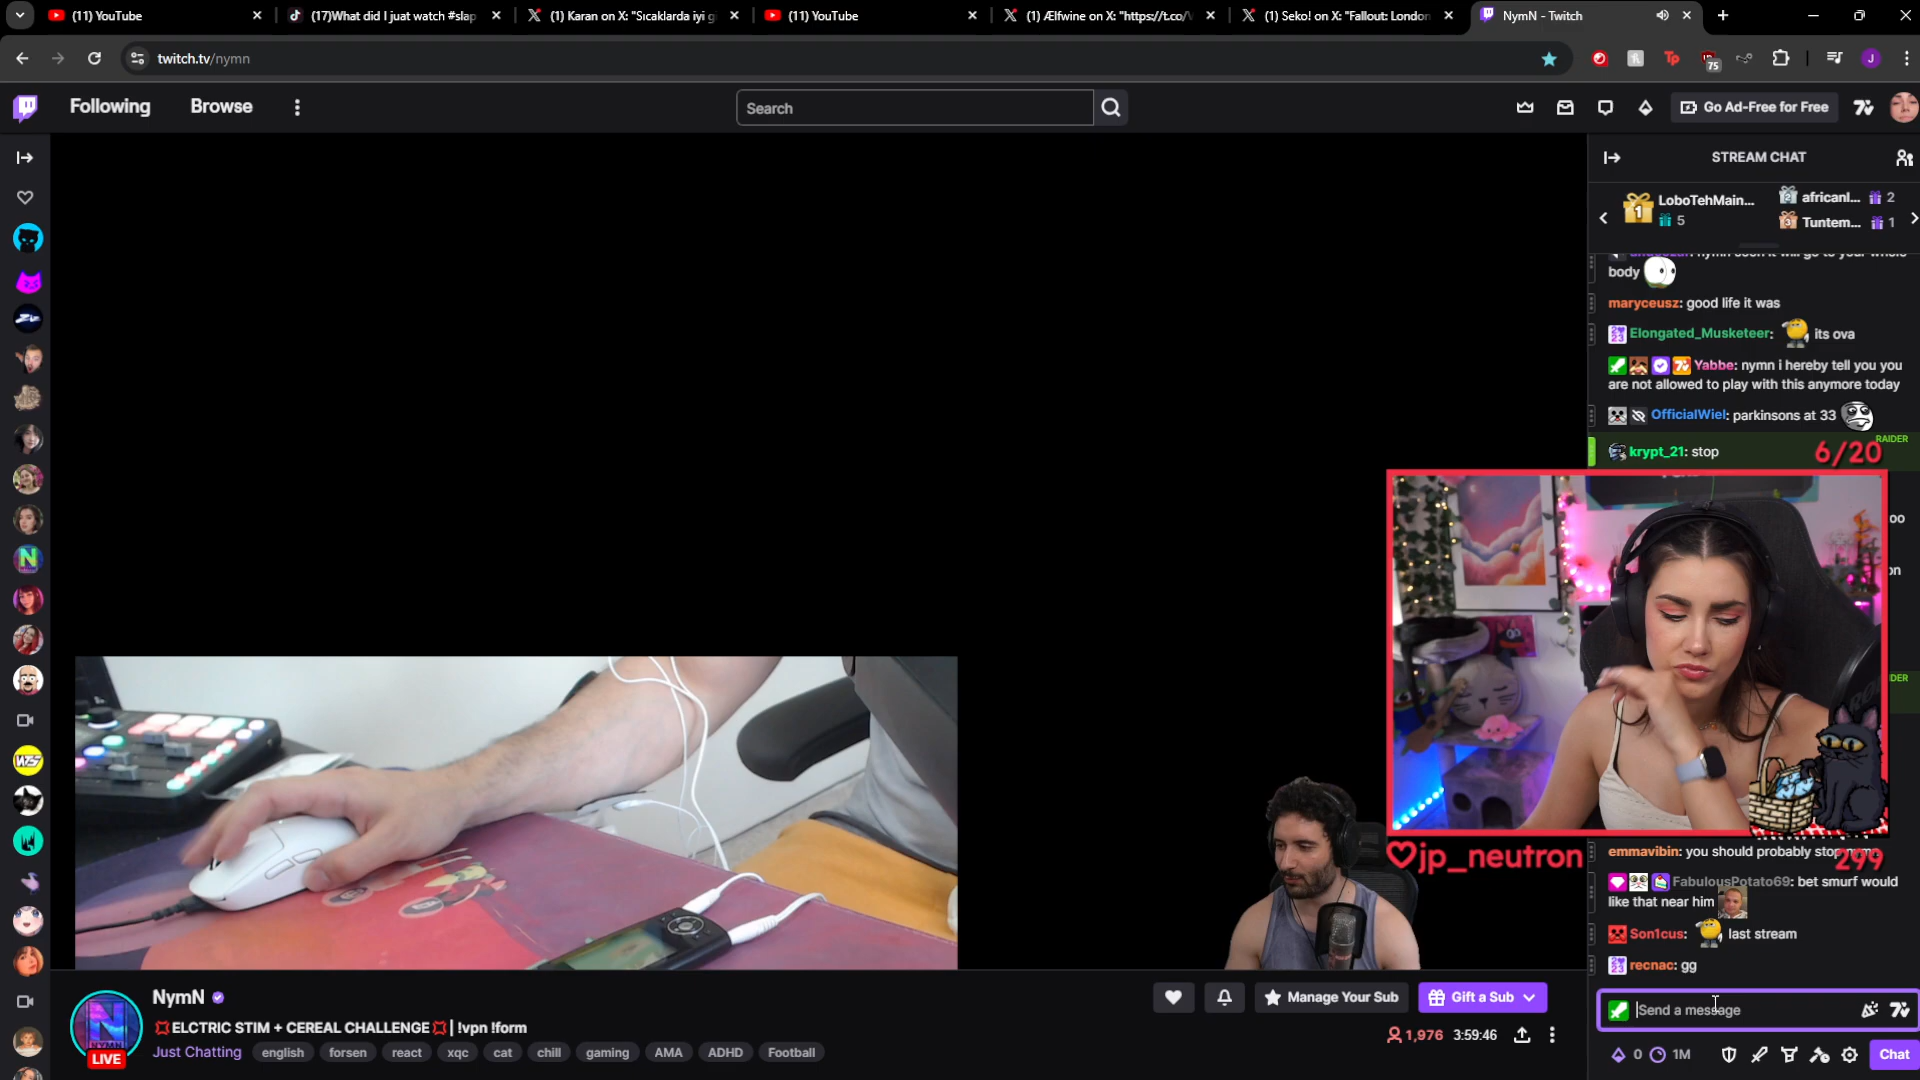 (11) YouTube
(17)What did I juat watch #slap
(1) Karan on X: "Sıcaklarda iyi g
(11) YouTube
(1) Ælfwine on X: "https://t.co/
(1) Seko! on X: "Fallout: London
NymN - Twitch
twitch.tv/nymn
75
J
Following
Browse
Search
Go Ad-Free for Free
STREAM CHAT
LoboTehMain...
5
africanl...
2
Tuntem...
1
body
maryceusz: good life it was
Elongated_Musketeer: its ova
Yabbe: nymn i hereby tell you you
are not allowed to play with this anymore today
OfficialWiel: parkinsons at 33
RAIDER
krypt_21: stop
6/20
jp_neutron
emmavibin: you should probably stop
299
FabulousPotato69: bet smurf would
like that near him
Son1cus: last stream
recnac: gg
Send a message
0
1M
Chat
NymN
ELCTRIC STIM + CEREAL CHALLENGE | !vpn !form
LIVE
Just Chatting
english
forsen
react
xqc
cat
chill
gaming
AMA
ADHD
Football
Manage Your Sub
Gift a Sub
1,976
3:59:46